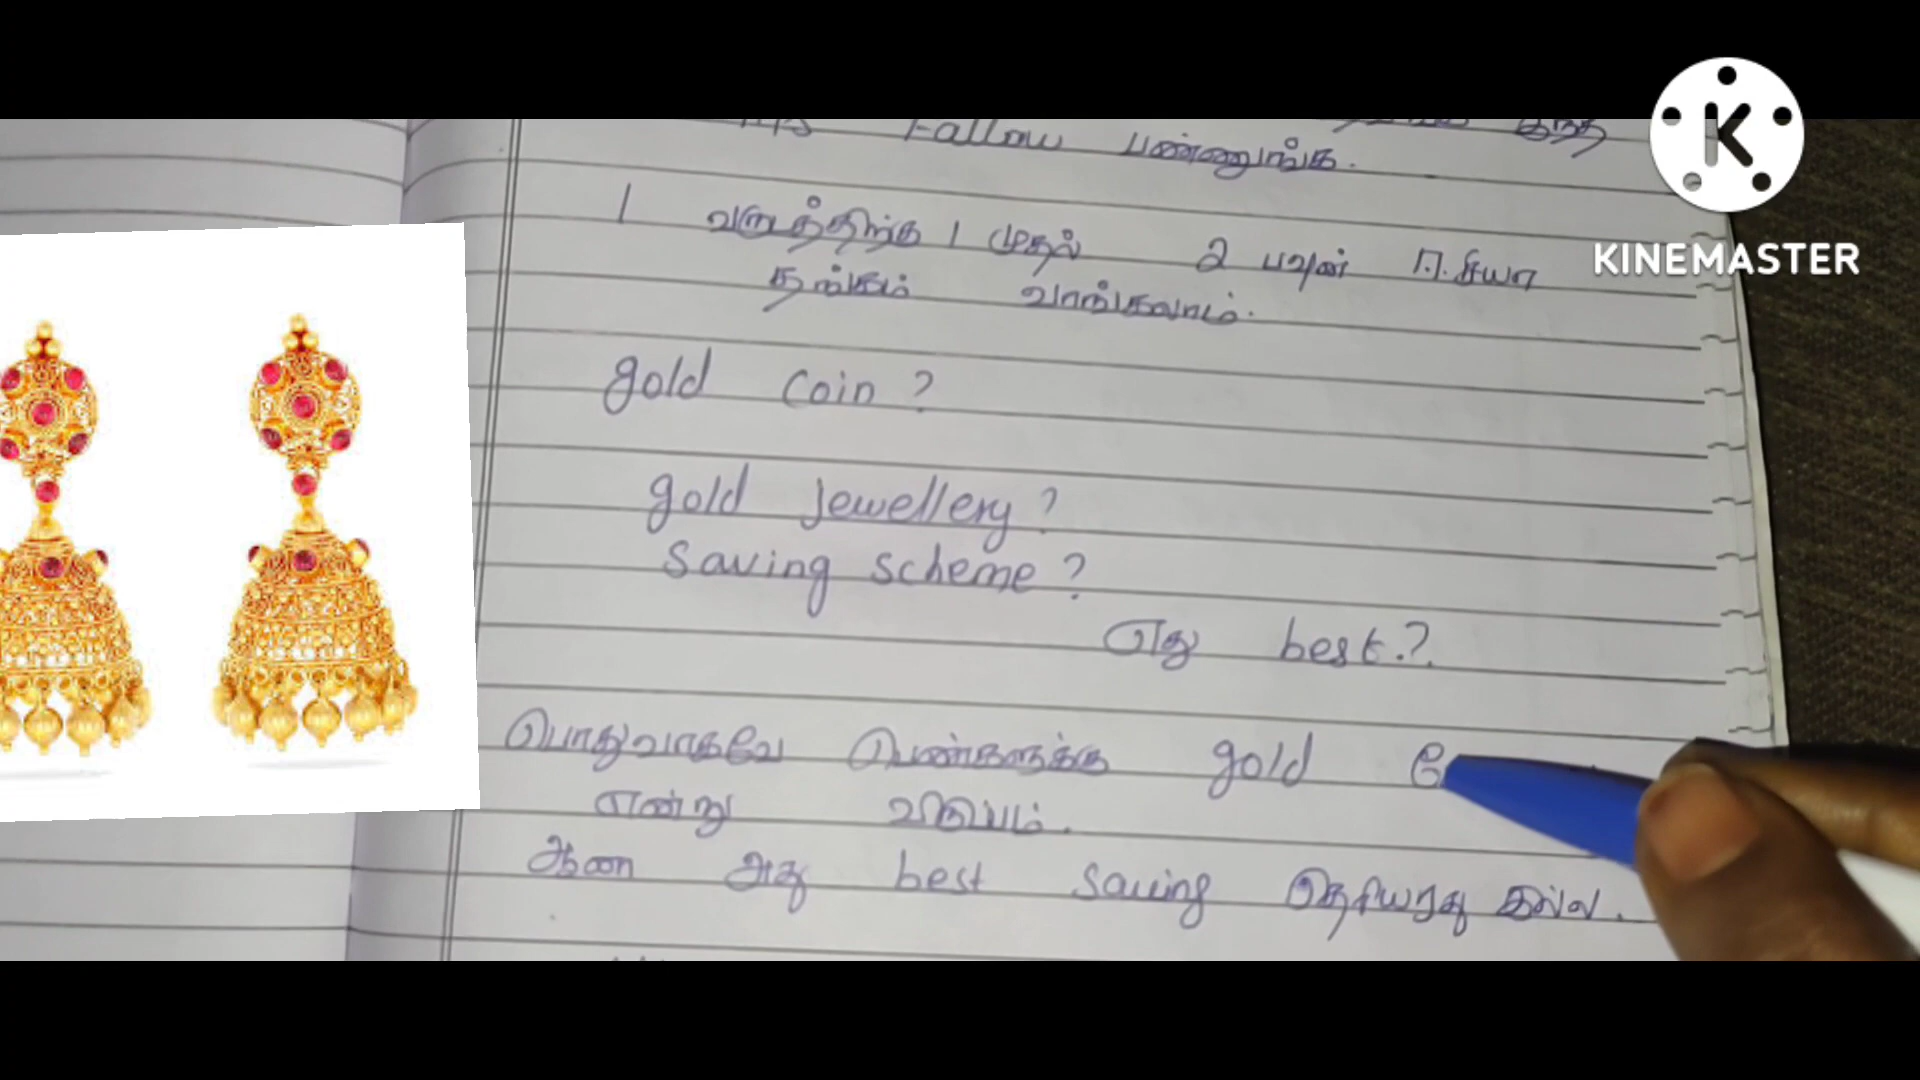 Follow பண்ணுங்க.
1 வருத்திற்கு 1 முதல் 2 பவுன் ஈ.சியா
தங்கம் வாங்கலாம்.
gold coin?
gold jewellery?
saving scheme?
எது best.?
பொதுவாகவே பெண்களுக்கு gold
என்று விருப்பம்.
ஆனா அது best saving தெரியறது இல்ல.
KINEMASTER